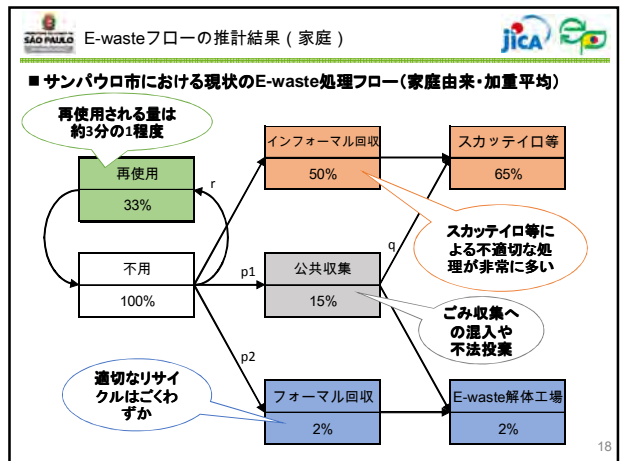 SÃO PAULO
E-wasteフローの推計結果（家庭）
jICA
■ サンパウロ市における現状のE-waste処理フロー（家庭由来・加重平均）
再使用される量は
約3分の1程度
再使用
33%
r
インフォーマル回収
50%
スカッテイロ等
65%
スカッテイロ等に
よる不適切な処
理が非常に多い
q
不用
100%
p1
公共収集
15%
ごみ収集へ
の混入や
不法投棄
p2
適切なリサイ
クルはごくわ
ずか
フォーマル回収
2%
E-waste解体工場
2%
18